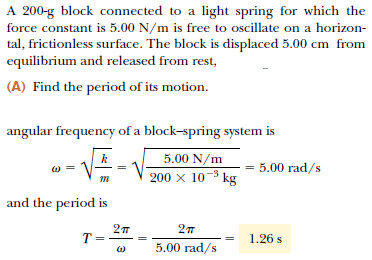 A 200-g block connected to a light spring for which the
force constant is 5.00 N/m is free to oscillate on a horizon-
tal, frictionless surface. The block is displaced 5.00 cm from
equilibrium and released from rest,
(A) Find the period of its motion.
angular frequency of a block–spring system is
ω = √(k/m) = √(5.00 N/m / 200 × 10⁻³ kg) = 5.00 rad/s
and the period is
T = 2π/ω = 2π/5.00 rad/s = 1.26 s